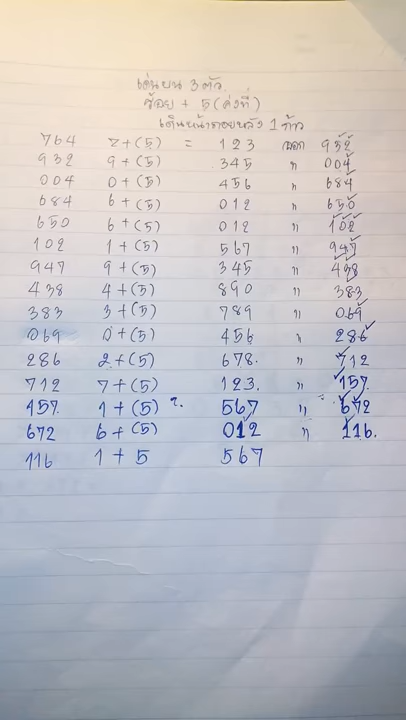 เด่นบน 3 ตัว
ร้อย + 5 (คงที่)
เดินหน้าถอยหลัง 1 ก้าว
764 7+(5) = 123 ออก 952
932 9+(5) 345 " 004
004 0+(5) 456 " 684
684 6+(5) 012 " 650
650 6+(5) 012 " 102
102 1+(5) 567 " 947
947 9+(5) 345 " 438
438 4+(5) 890 " 383
383 3+(5) 789 " 069
069 0+(5) 456 " 286
286 2+(5) 678. " 712
712 7+(5) 123. " 157.
457. 1+(5) 567 " 672
672 6+(5) 012 " 116.
116 1+5 567